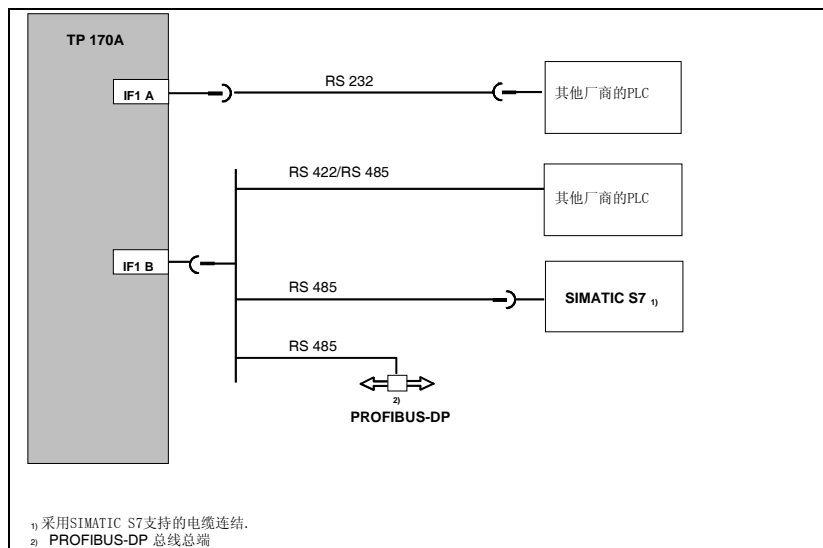 TP 170A
IF1 A
RS 232
其他厂商的PLC
RS 422/RS 485
其他厂商的PLC
IF1 B
RS 485
SIMATIC S7 1)
RS 485
2)
PROFIBUS-DP
1) 采用SIMATIC S7支持的电缆连结.
2) PROFIBUS-DP 总线总端